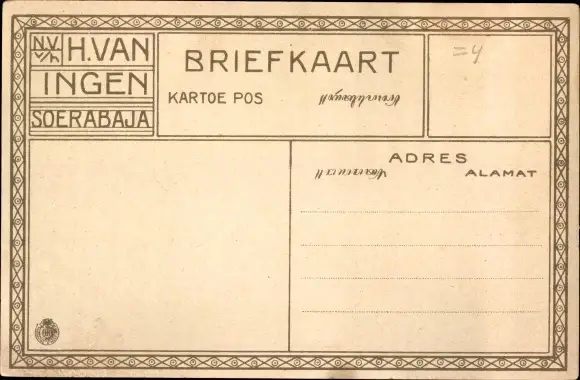 N.V. v/h H. VAN
INGEN
SOERABAJA
BRIEFKAART
KARTOE POS
=4
ADRES
ALAMAT